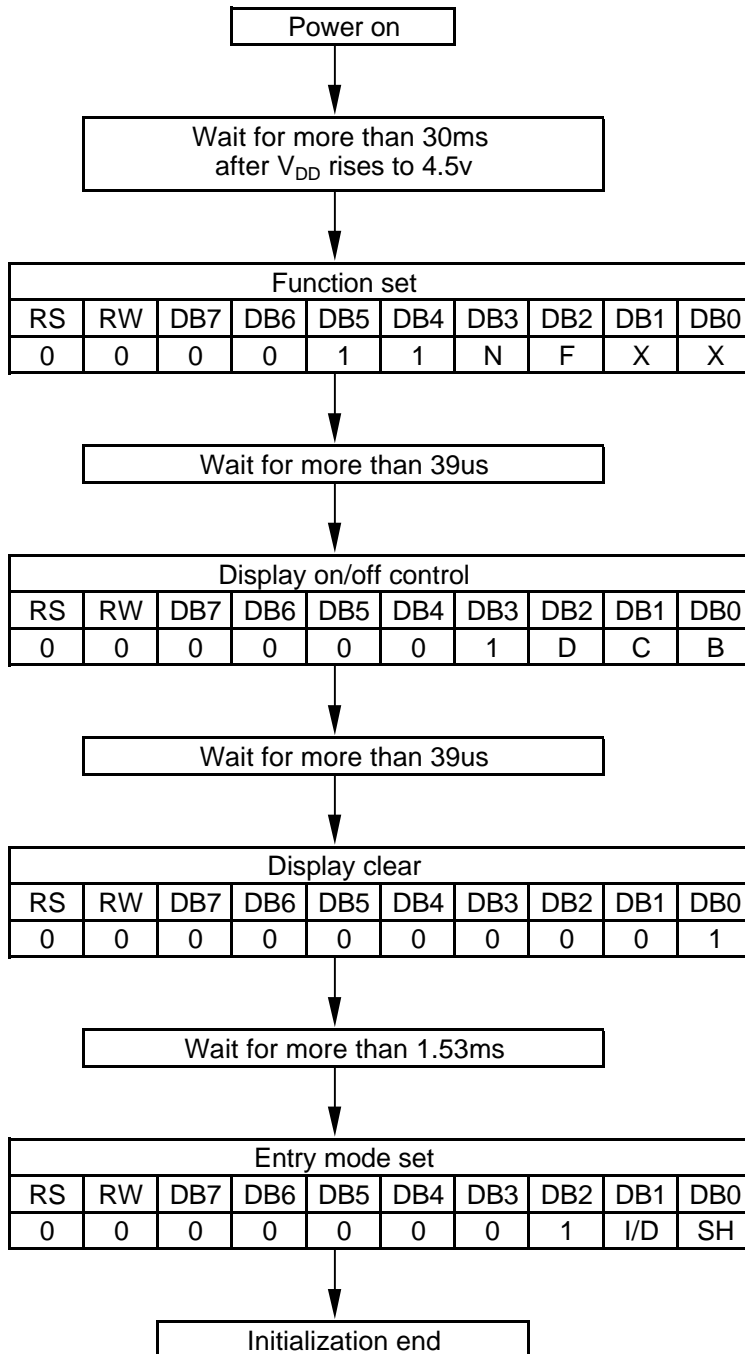 Power on
Wait for more than 30ms
after VDD rises to 4.5v
Function set
RS RW DB7 DB6 DB5 DB4 DB3 DB2 DB1 DB0
0 0 0 0 1 1 N F X X
Wait for more than 39us
Display on/off control
RS RW DB7 DB6 DB5 DB4 DB3 DB2 DB1 DB0
0 0 0 0 0 0 1 D C B
Wait for more than 39us
Display clear
RS RW DB7 DB6 DB5 DB4 DB3 DB2 DB1 DB0
0 0 0 0 0 0 0 0 0 1
Wait for more than 1.53ms
Entry mode set
RS RW DB7 DB6 DB5 DB4 DB3 DB2 DB1 DB0
0 0 0 0 0 0 0 1 I/D SH
Initialization end